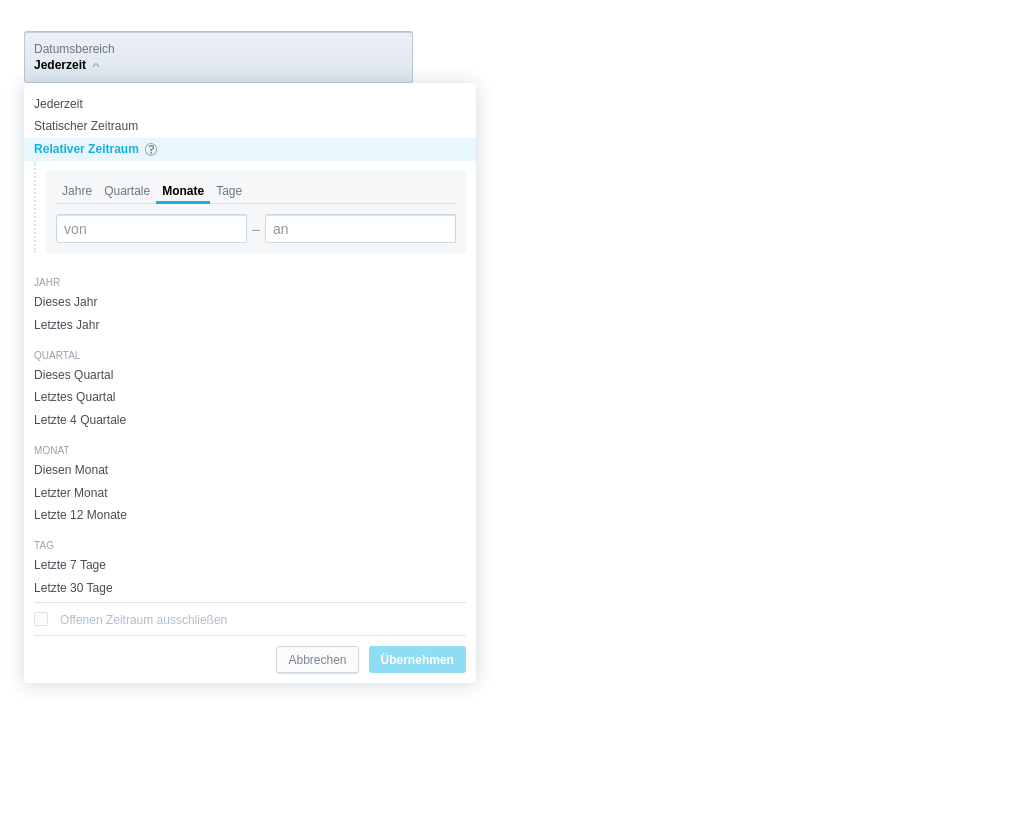 Datumsbereich
Jederzeit
Jederzeit
Statischer Zeitraum
Relativer Zeitraum ?
Jahre Quartale Monate Tage
von – an
JAHR
Dieses Jahr
Letztes Jahr
QUARTAL
Dieses Quartal
Letztes Quartal
Letzte 4 Quartale
MONAT
Diesen Monat
Letzter Monat
Letzte 12 Monate
TAG
Letzte 7 Tage
Letzte 30 Tage
Offenen Zeitraum ausschließen
Abbrechen Übernehmen